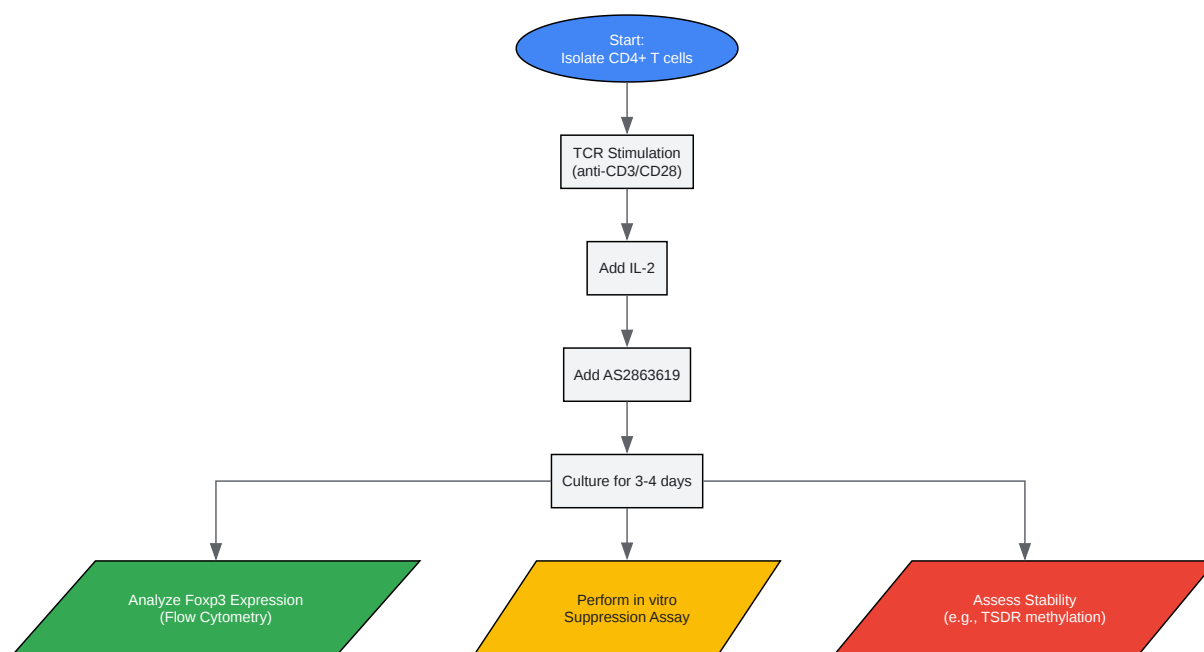 Start:
Isolate CD4+ T cells
TCR Stimulation
(anti-CD3/CD28)
Add IL-2
Add AS2863619
Culture for 3-4 days
Analyze Foxp3 Expression
(Flow Cytometry)
Perform in vitro
Suppression Assay
Assess Stability
(e.g., TSDR methylation)